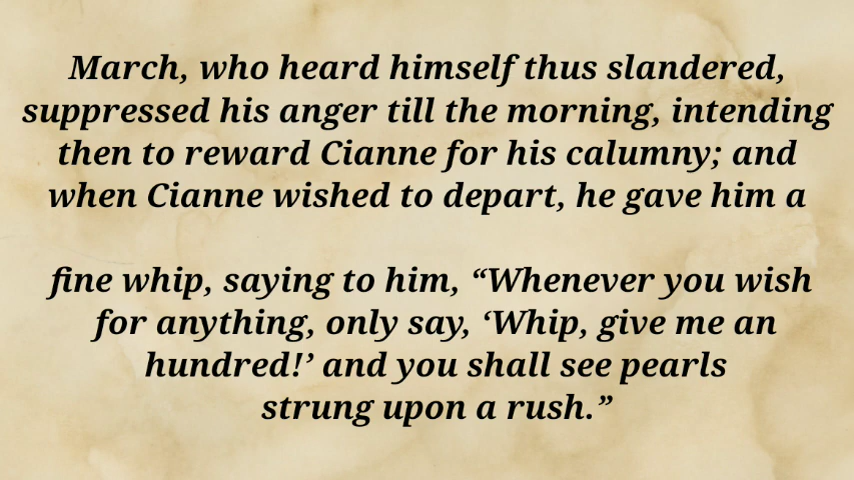 March, who heard himself thus slandered,
suppressed his anger till the morning, intending
then to reward Cianne for his calumny; and
when Cianne wished to depart, he gave him a
fine whip, saying to him, “Whenever you wish
for anything, only say, ‘Whip, give me an
hundred!’ and you shall see pearls
strung upon a rush.”